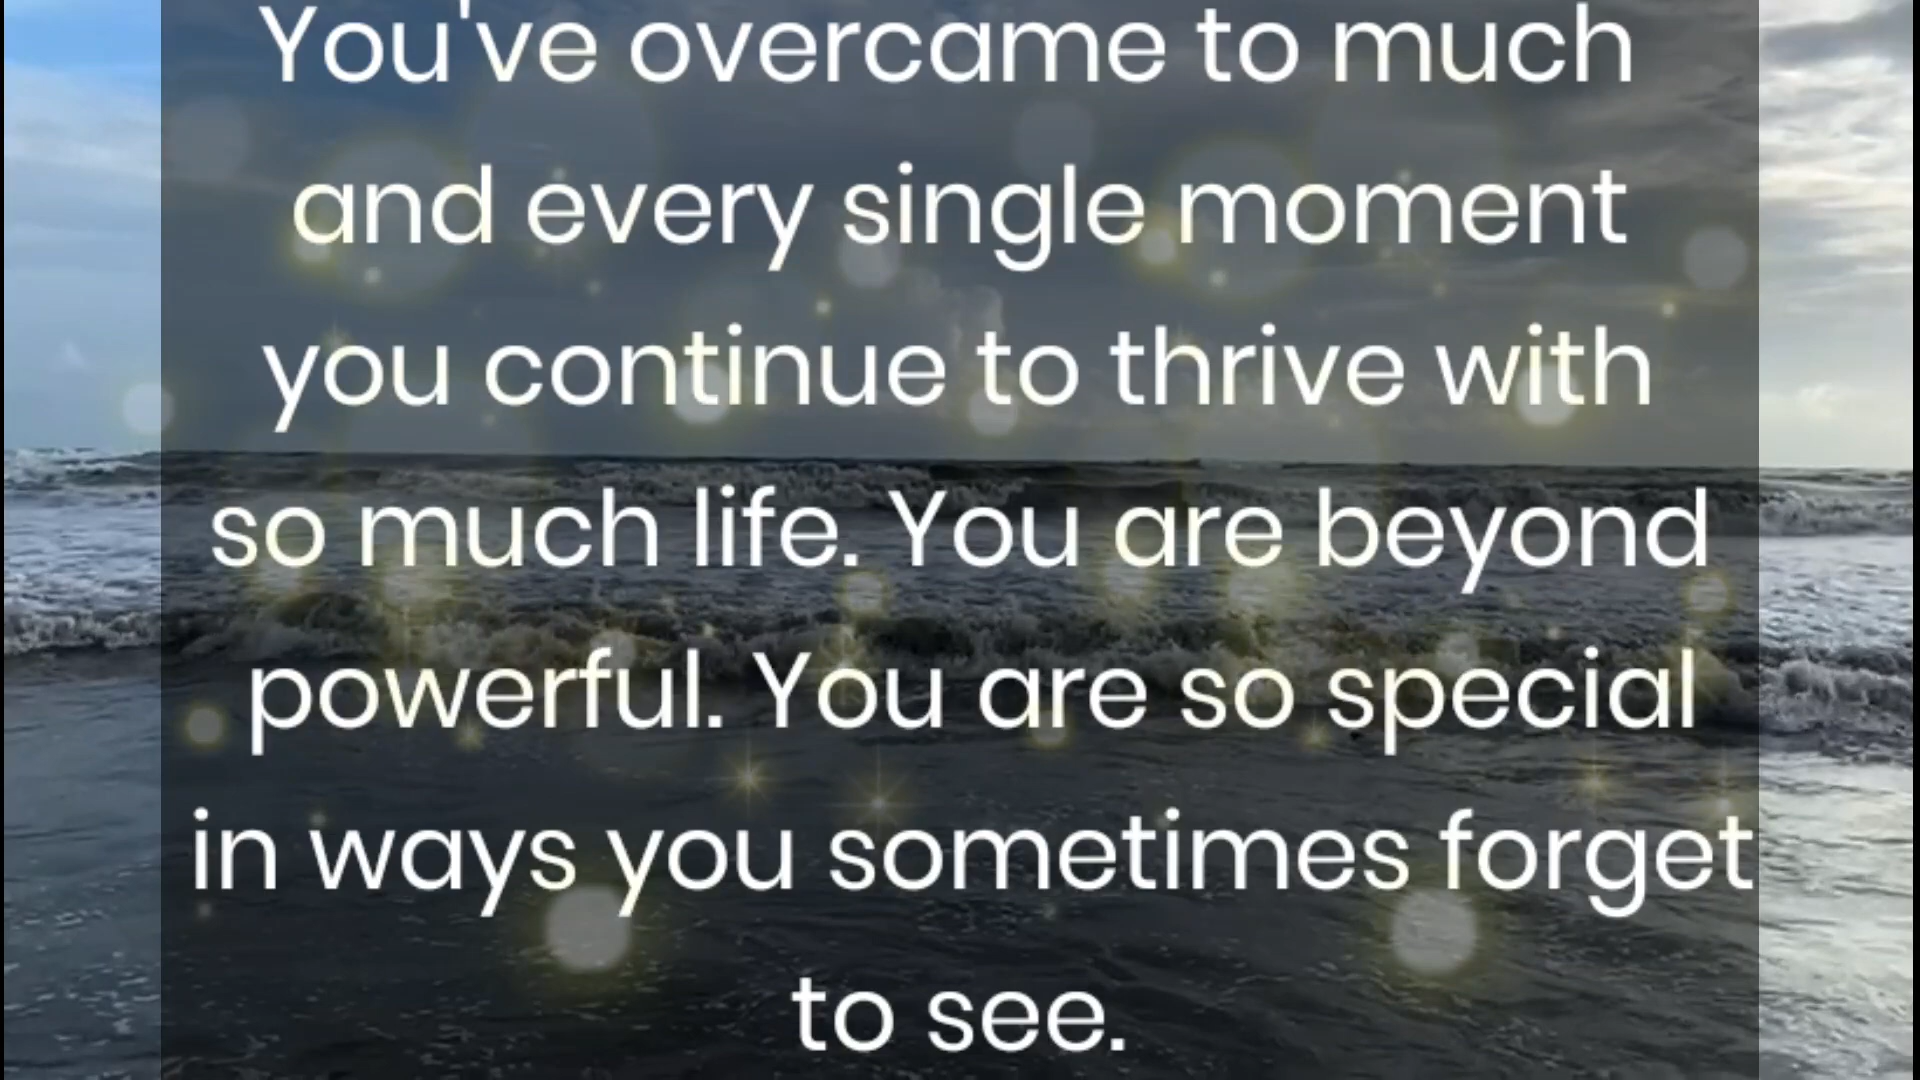 You've overcame to much
and every single moment
you continue to thrive with
so much life. You are beyond
powerful. You are so special
in ways you sometimes forget
to see.